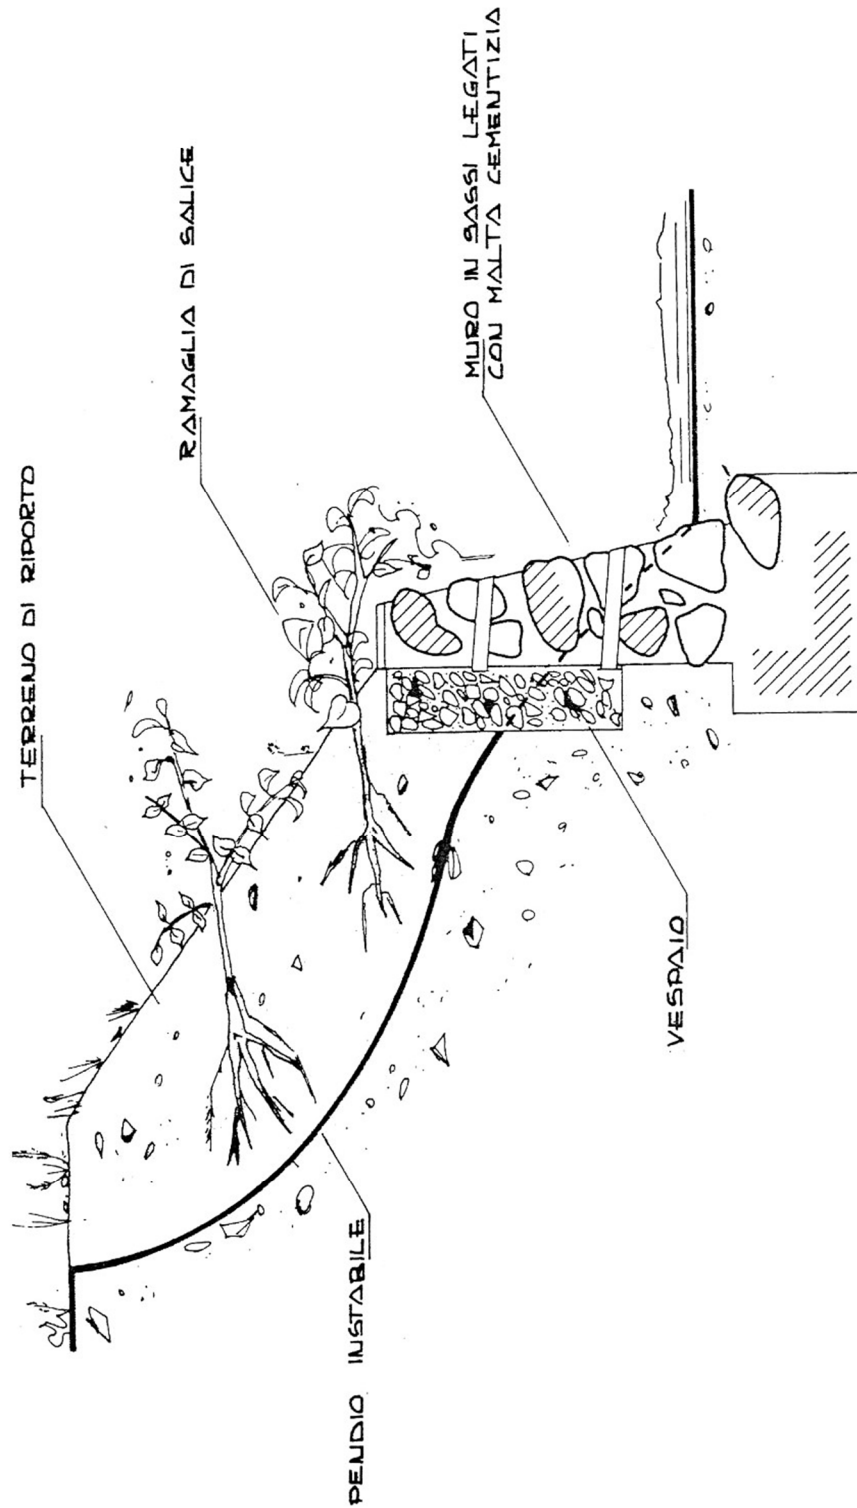 TERRENO DI RIPORTO
RAMAGLIA DI SALICE
MURO IN SASSI LEGATI
CON MALTA CEMENTIZIA
PENDIO INSTABILE
VESPAIO